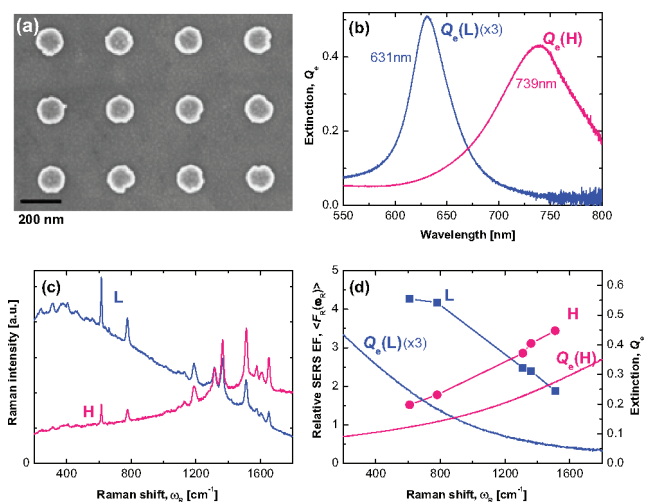 (a)
200 nm
(b)
Qe(L)(x3)
Qe(H)
631nm
739nm
Extinction, Qe
0.4
0.2
0.0
550 600 650 700 750 800
Wavelength [nm]
(c)
L
H
Raman intensity [a.u.]
400 800 1200 1600
Raman shift, ωR [cm-1]
(d)
L
H
Qe(L)(x3)
Qe(H)
Relative SERS EF, <FR(ωR)>
5
4
3
2
1
0
0.6
0.5
0.4
0.3
0.2
0.1
0.0
Extinction, Qe
400 800 1200 1600
Raman shift, ωR [cm-1]